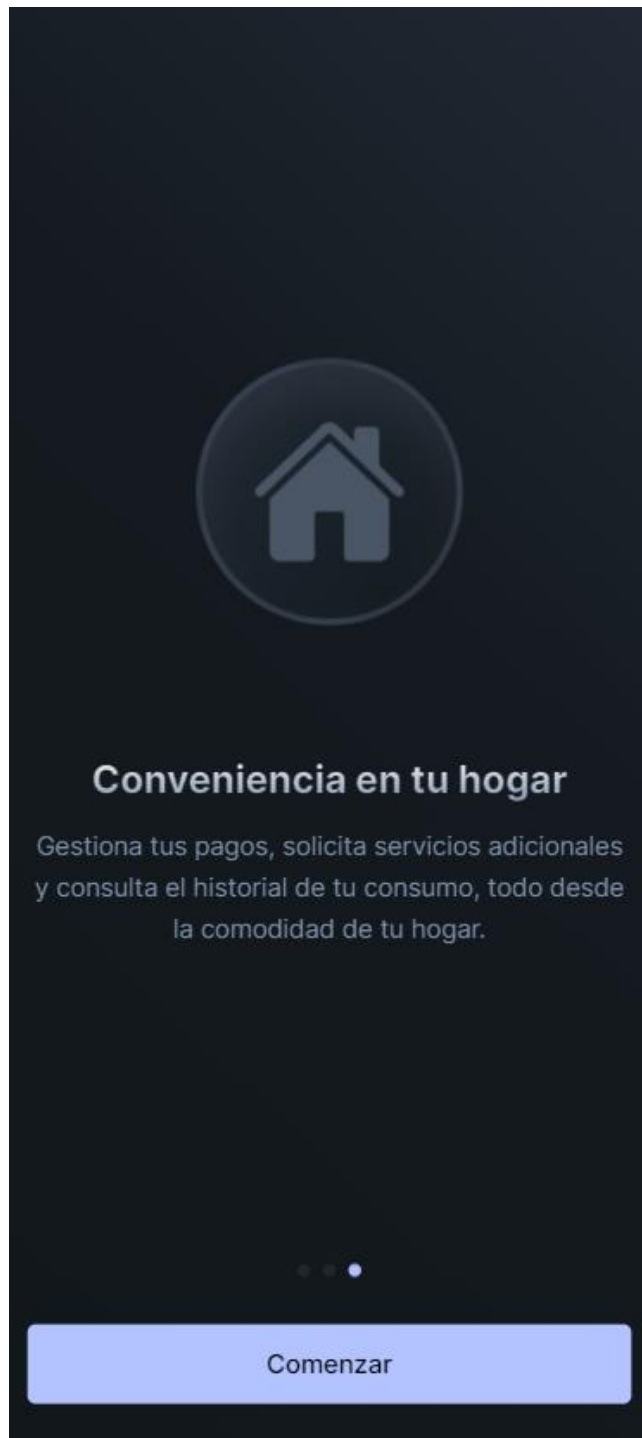 Conveniencia en tu hogar
Gestiona tus pagos, solicita servicios adicionales
y consulta el historial de tu consumo, todo desde
la comodidad de tu hogar.
Comenzar